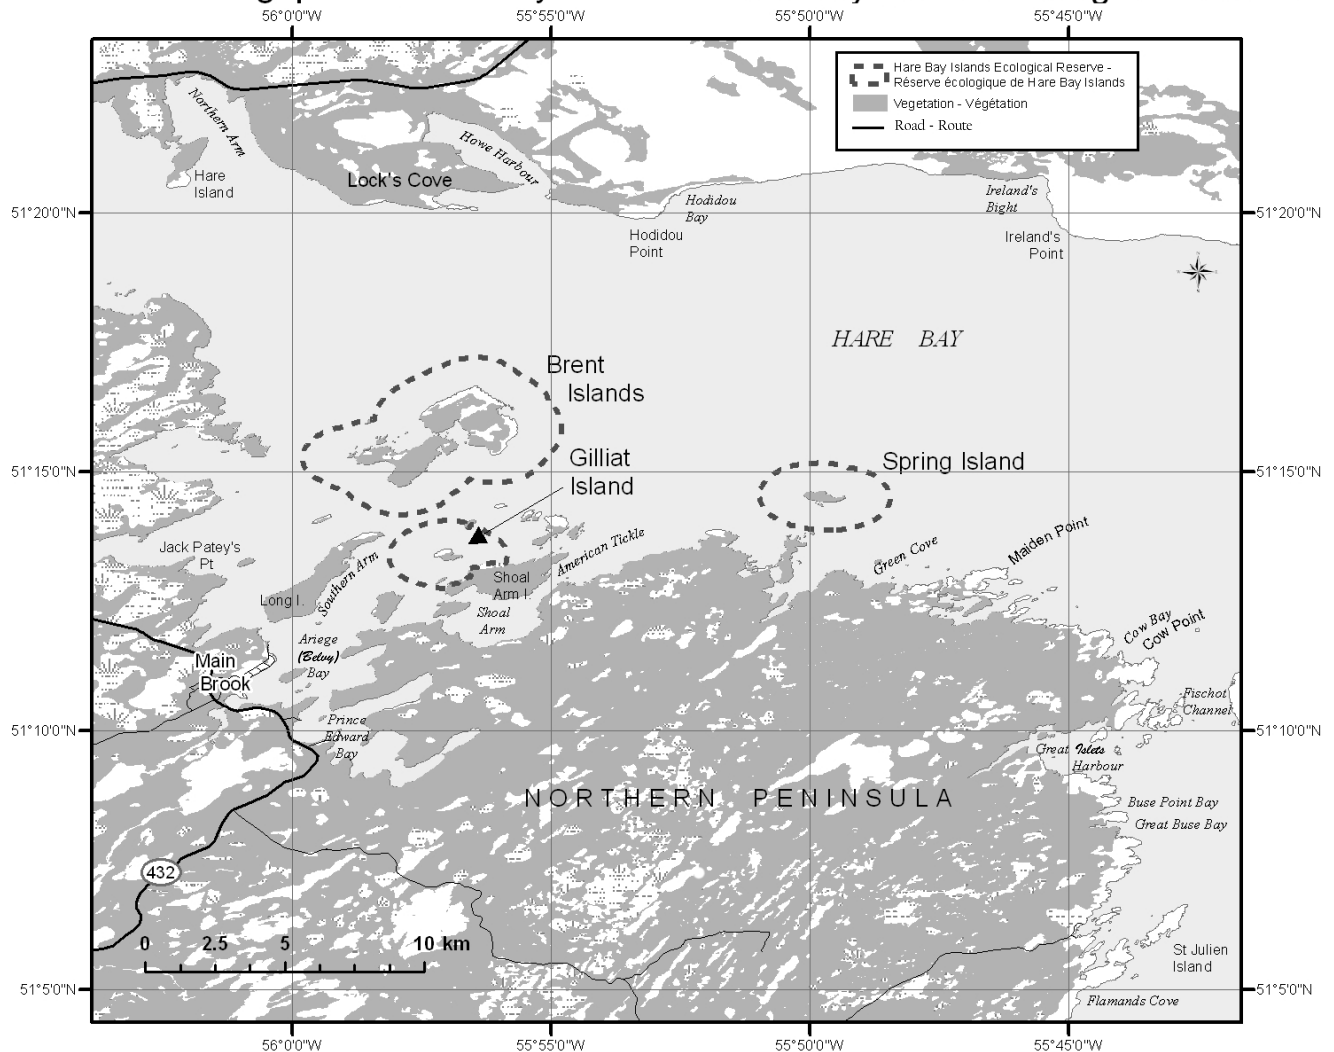 56°0'0"W 55°55'0"W 55°50'0"W 55°45'0"W
Hare Bay Islands Ecological Reserve -
Réserve écologique de Hare Bay Islands
Vegetation - Végétation
Road - Route
Northern Arm
Howe Harbour
Hare
Island
Lock's Cove
51°20'0"N
Hodidou
Bay
Ireland's
Bight
51°20'0"N
Hodidou
Point
Ireland's
Point
HARE BAY
Brent
Islands
Gilliat
Island
Spring Island
51°15'0"N
51°15'0"N
Jack Patey's
Pt
Southern Arm
American Tickle
Green Cove
Maiden Point
Long I.
Shoal
Arm I.
Shoal
Arm
Cow Bay
Cow Point
Ariege
(Belvy)
Bay
Main
Brook
Fischot
Channel
Prince
Edward
Bay
51°10'0"N
51°10'0"N
Great Islets
Harbour
NORTHERN PENINSULA
Buse Point Bay
Great Buse Bay
432
0 2.5 5 10 km
St Julien
Island
51°5'0"N
51°5'0"N
Flamands Cove
56°0'0"W 55°55'0"W 55°50'0"W 55°45'0"W